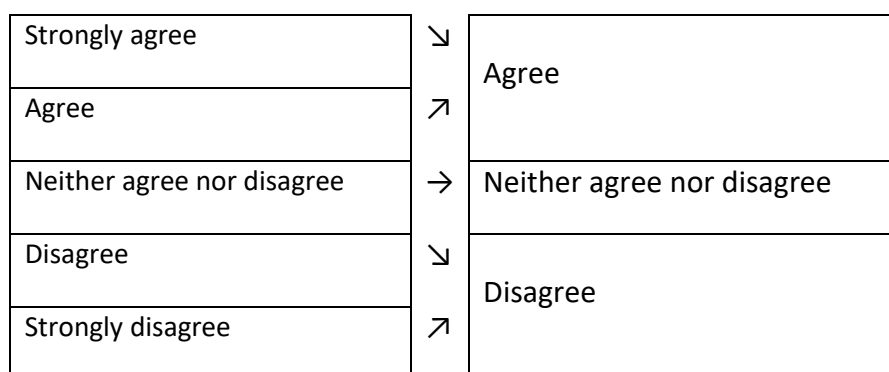 Strongly agree ↘
Agree
Agree ↗
Neither agree nor disagree → Neither agree nor disagree
Disagree ↘
Disagree
Strongly disagree ↗